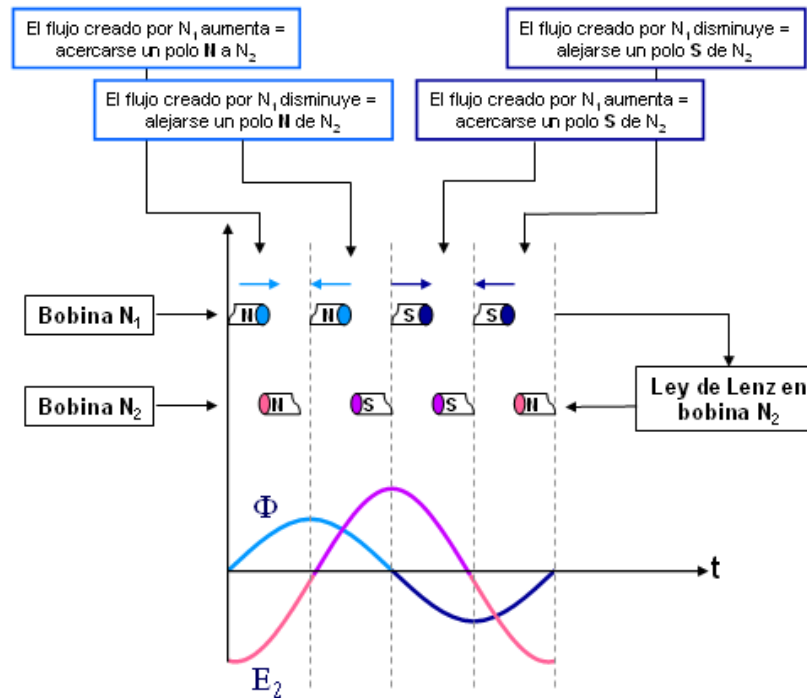 El flujo creado por N₁ aumenta =
acercarse un polo N a N₂
El flujo creado por N₁ disminuye =
alejarse un polo S de N₂
El flujo creado por N₁ disminuye =
alejarse un polo N de N₂
El flujo creado por N₁ aumenta =
acercarse un polo S de N₂
Bobina N₁
N N S S
Bobina N₂
N S S N
Ley de Lenz en
bobina N₂
Φ
t
E₂